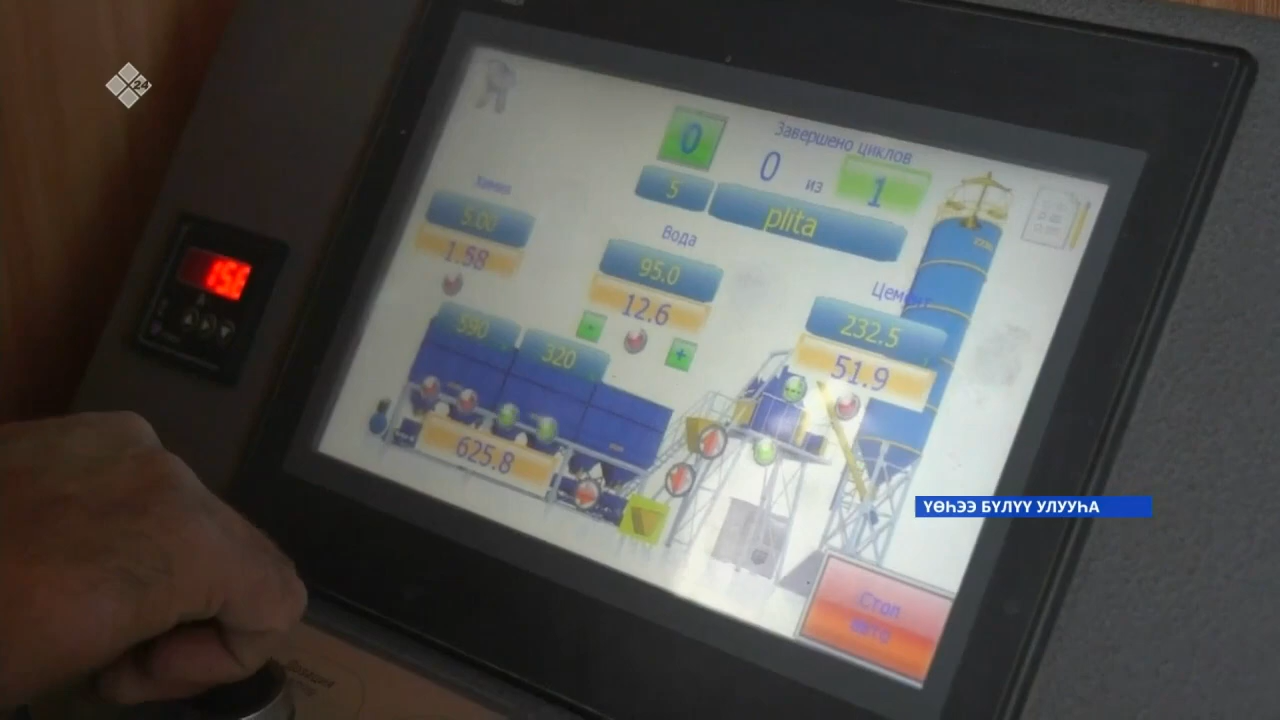 24
Завершено циклов
0
0 из 1
5 plita
Химия
5.00
1.58
Вода
95.0
12.6
Цемент
232.5
51.9
590
320
625.8
Стоп
авто
ҮӨҺЭЭ БҮЛҮҮ УЛУУҺА